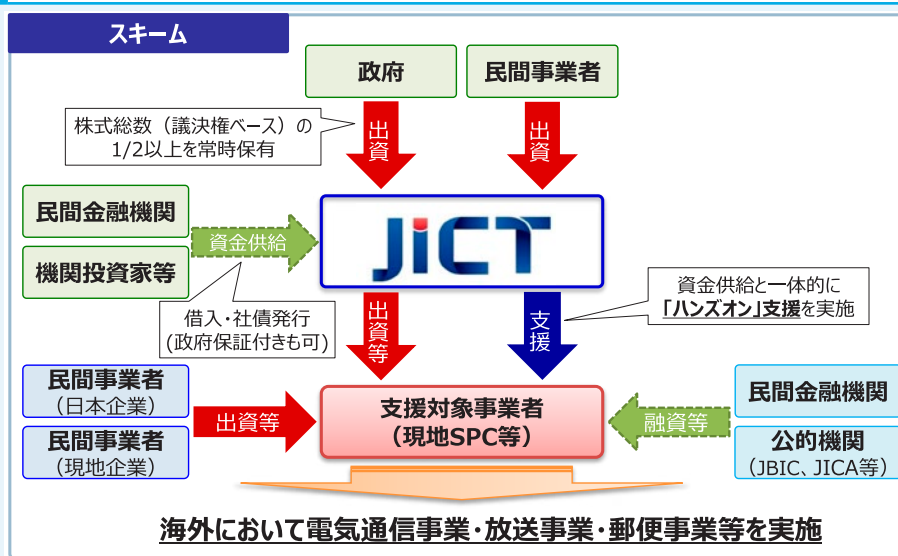 スキーム
政府
民間事業者
株式総数（議決権ベース）の
1/2以上を常時保有
出資
出資
民間金融機関
機関投資家等
資金供給
JiCT
借入・社債発行
(政府保証付きも可)
出資等
支援
資金供給と一体的に
「ハンズオン」支援を実施
民間事業者
（日本企業）
民間事業者
（現地企業）
出資等
支援対象事業者
（現地SPC等）
融資等
民間金融機関
公的機関
（JBIC、JICA等）
海外において電気通信事業・放送事業・郵便事業等を実施